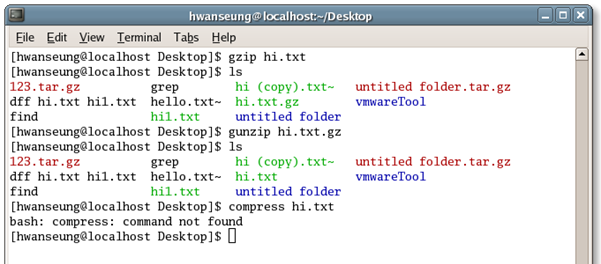 hwanseung@localhost:~/Desktop
File Edit View Terminal Tabs Help
[hwanseung@localhost Desktop]$ gzip hi.txt
[hwanseung@localhost Desktop]$ ls
123.tar.gz grep hi (copy).txt~ untitled folder.tar.gz
dff hi.txt hi1.txt hello.txt~ hi.txt.gz vmwareTool
find hi1.txt untitled folder
[hwanseung@localhost Desktop]$ gunzip hi.txt.gz
[hwanseung@localhost Desktop]$ ls
123.tar.gz grep hi (copy).txt~ untitled folder.tar.gz
dff hi.txt hi1.txt hello.txt~ hi.txt vmwareTool
find hi1.txt untitled folder
[hwanseung@localhost Desktop]$ compress hi.txt
bash: compress: command not found
[hwanseung@localhost Desktop]$